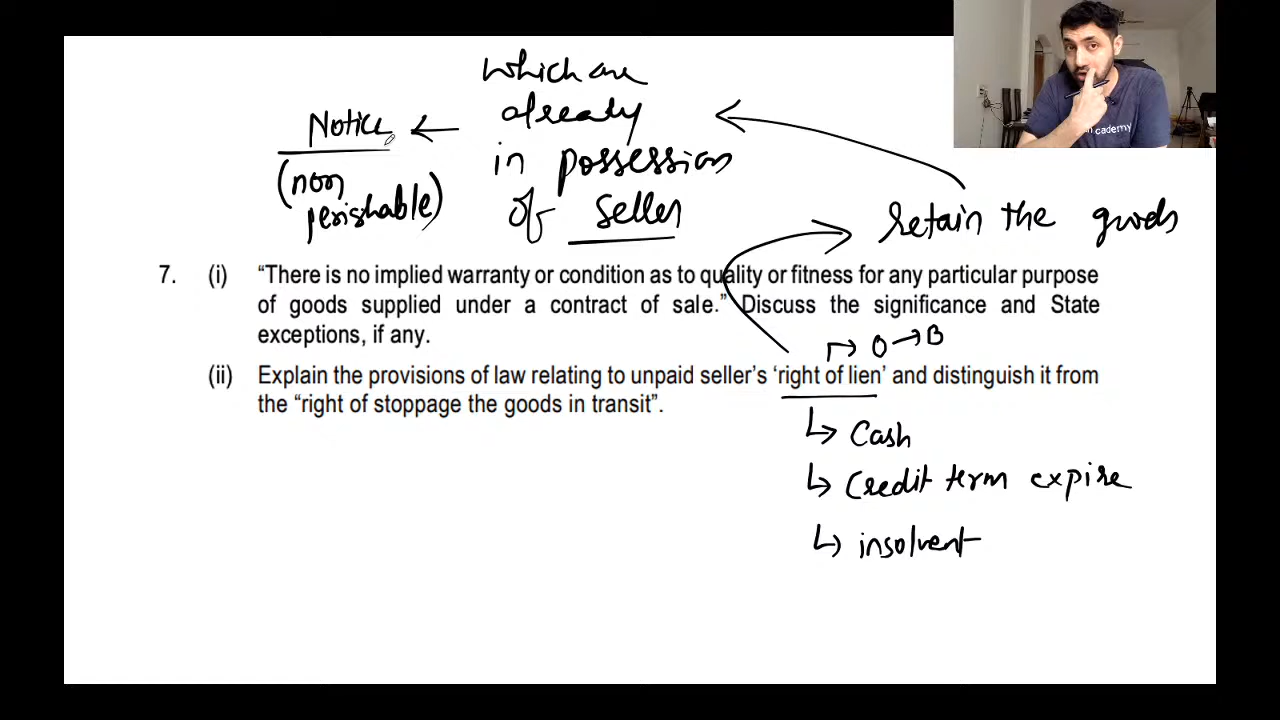 which are
already
in possession
of seller
Notice
(non
perishable)
retain the goods
cademy
7. (i) “There is no implied warranty or condition as to quality or fitness for any particular purpose
of goods supplied under a contract of sale.” Discuss the significance and State
exceptions, if any.
O → B
(ii) Explain the provisions of law relating to unpaid seller’s ‘right of lien’ and distinguish it from
the “right of stoppage the goods in transit”.
Cash
Credit term expire
insolvent